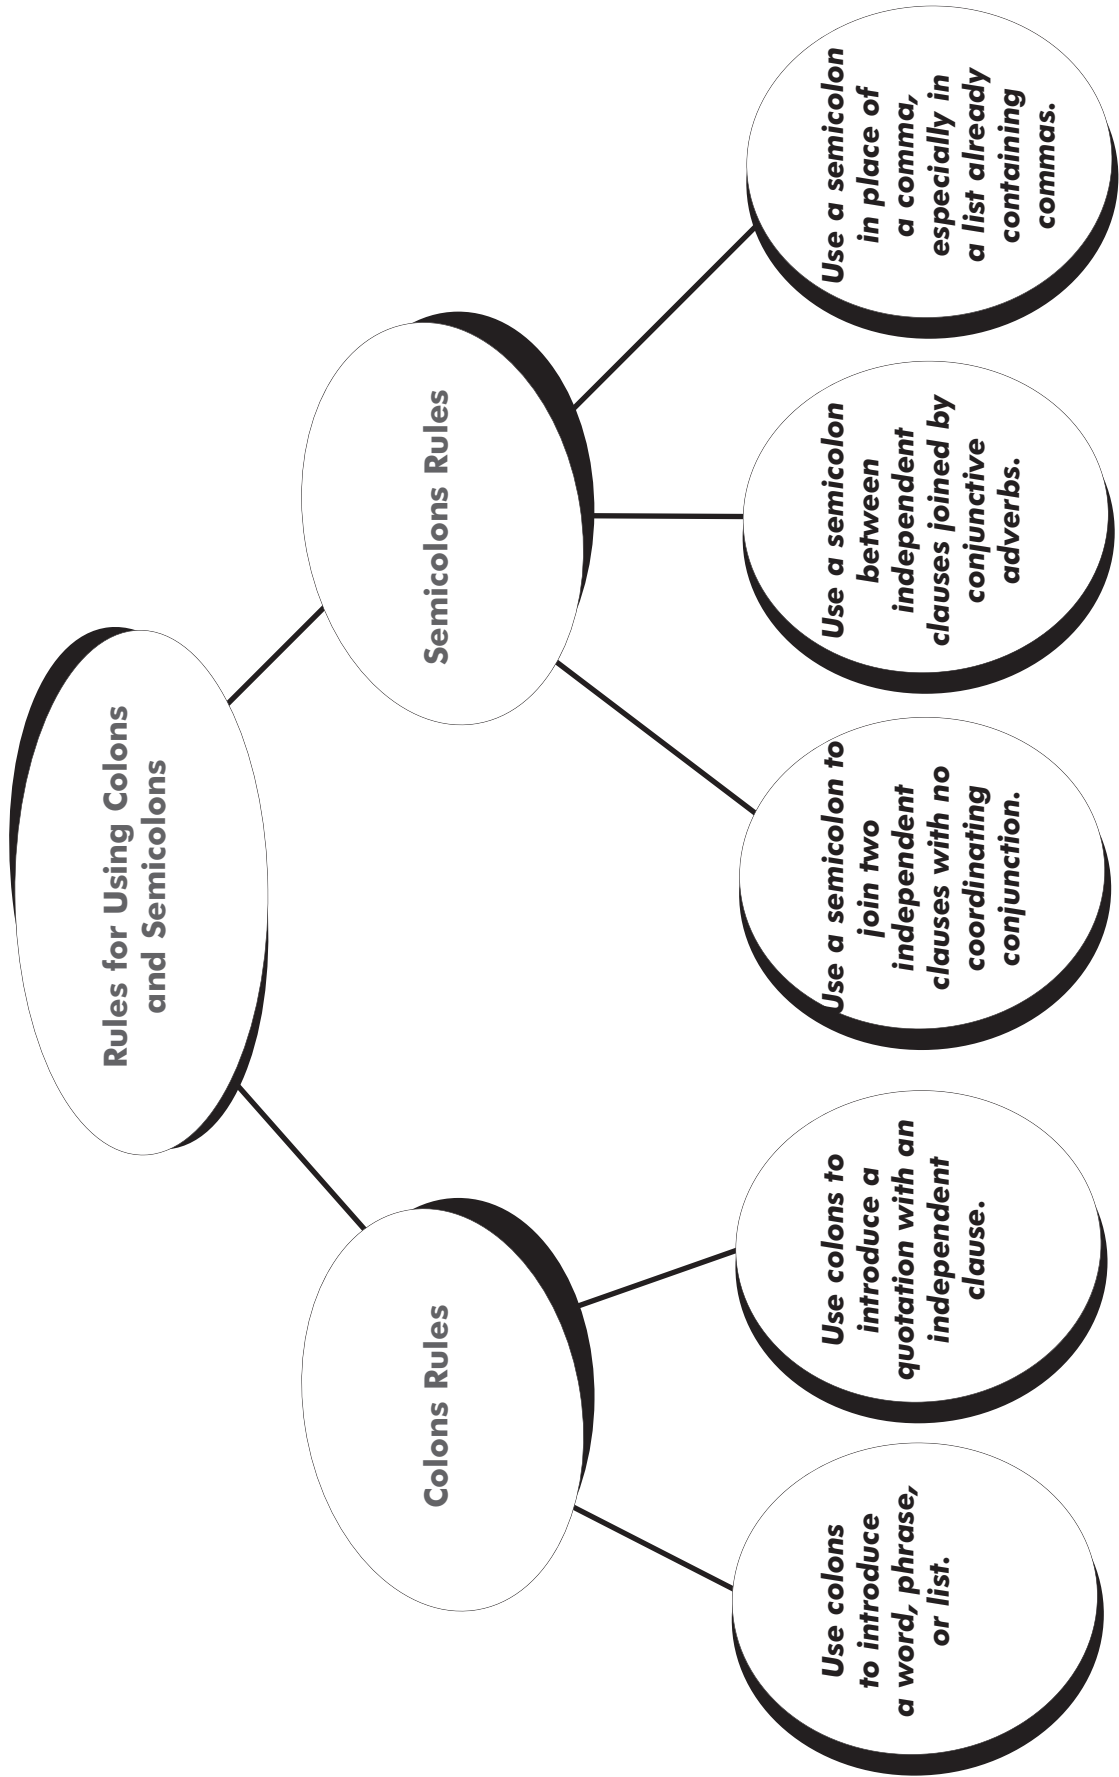 Rules for Using Colons
and Semicolons
Colons Rules
Semicolons Rules
Use colons
to introduce
a word, phrase,
or list.
Use colons to
introduce a
quotation with an
independent
clause.
Use a semicolon to
join two
independent
clauses with no
coordinating
conjunction.
Use a semicolon
between
independent
clauses joined by
conjunctive
adverbs.
Use a semicolon
in place of
a comma,
especially in
a list already
containing
commas.